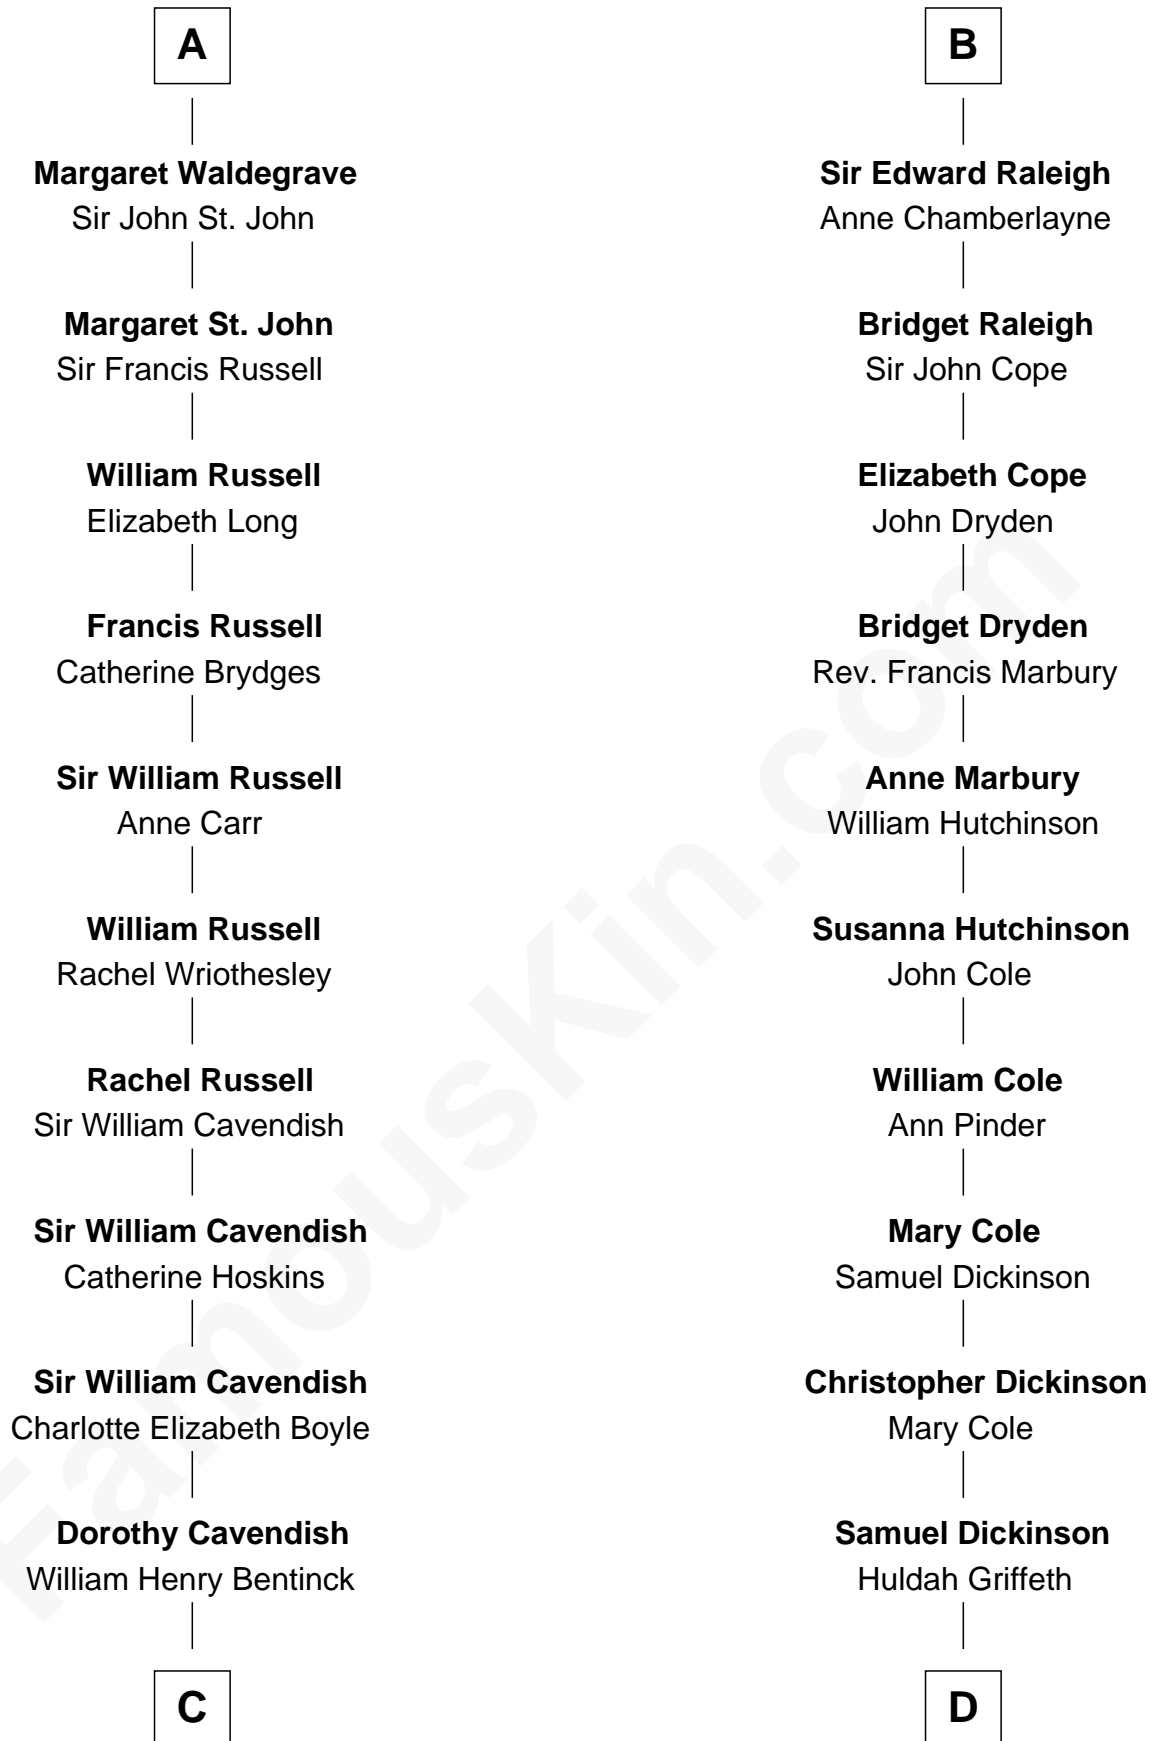 A
Margaret Waldegrave
Sir John St. John
Margaret St. John
Sir Francis Russell
William Russell
Elizabeth Long
Francis Russell
Catherine Brydges
Sir William Russell
Anne Carr
William Russell
Rachel Wriothesley
Rachel Russell
Sir William Cavendish
Sir William Cavendish
Catherine Hoskins
Sir William Cavendish
Charlotte Elizabeth Boyle
Dorothy Cavendish
William Henry Bentinck
C
B
Sir Edward Raleigh
Anne Chamberlayne
Bridget Raleigh
Sir John Cope
Elizabeth Cope
John Dryden
Bridget Dryden
Rev. Francis Marbury
Anne Marbury
William Hutchinson
Susanna Hutchinson
John Cole
William Cole
Ann Pinder
Mary Cole
Samuel Dickinson
Christopher Dickinson
Mary Cole
Samuel Dickinson
Huldah Griffeth
D
FamousKin.com